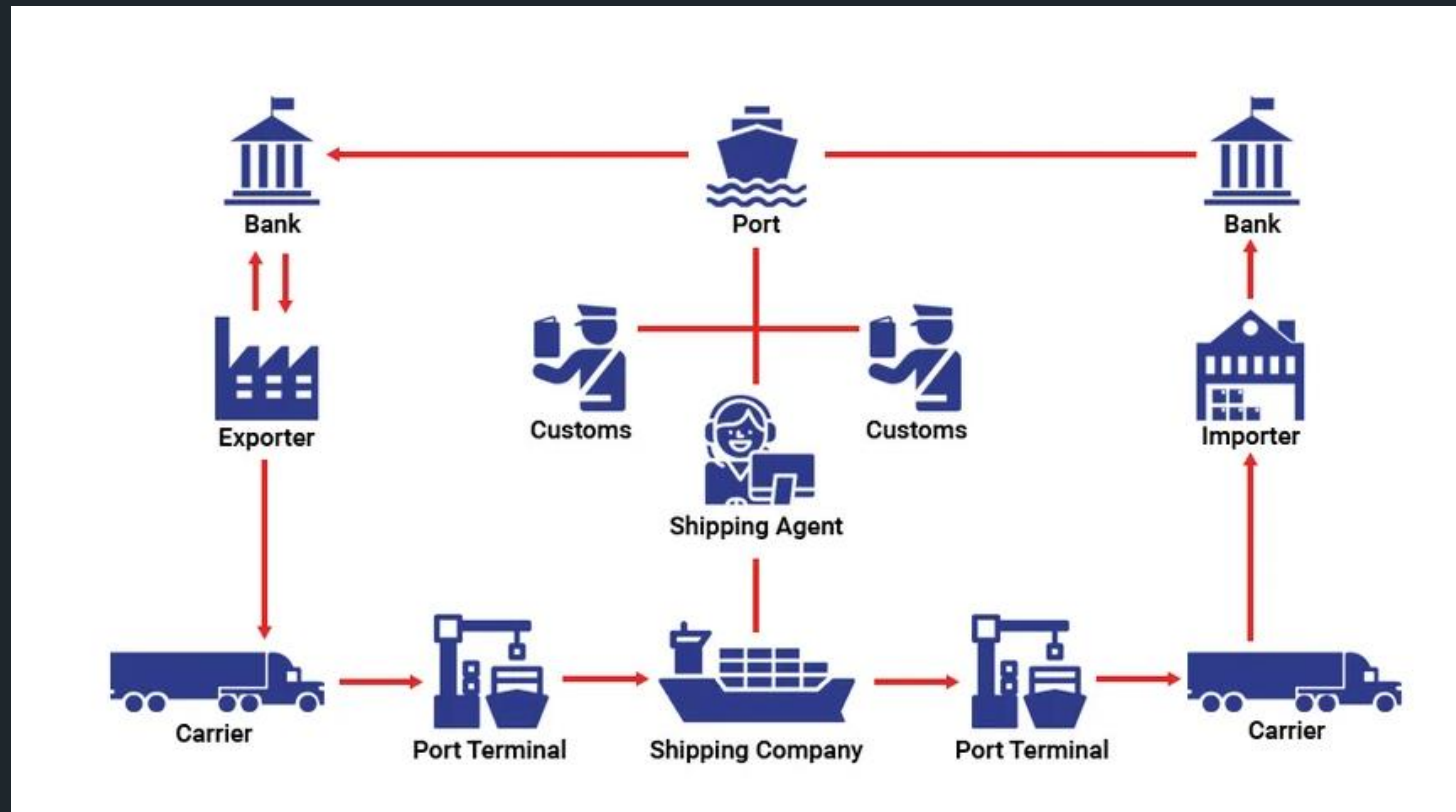 Bank
Port
Bank
Exporter
Customs
Customs
Importer
Shipping Agent
Carrier
Port Terminal
Shipping Company
Port Terminal
Carrier